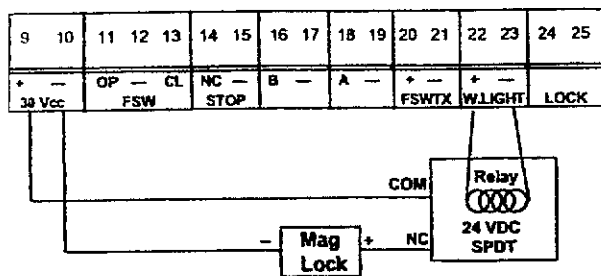 9 10 11 12 13 14 15 16 17 18 19 20 21 22 23 24 25
+ — OP — CL NC — B — A — + — + —
30 Vcc FSW STOP FSWTX W.LIGHT LOCK
COM Relay
24 VDC
SPDT
- Mag Lock + NC